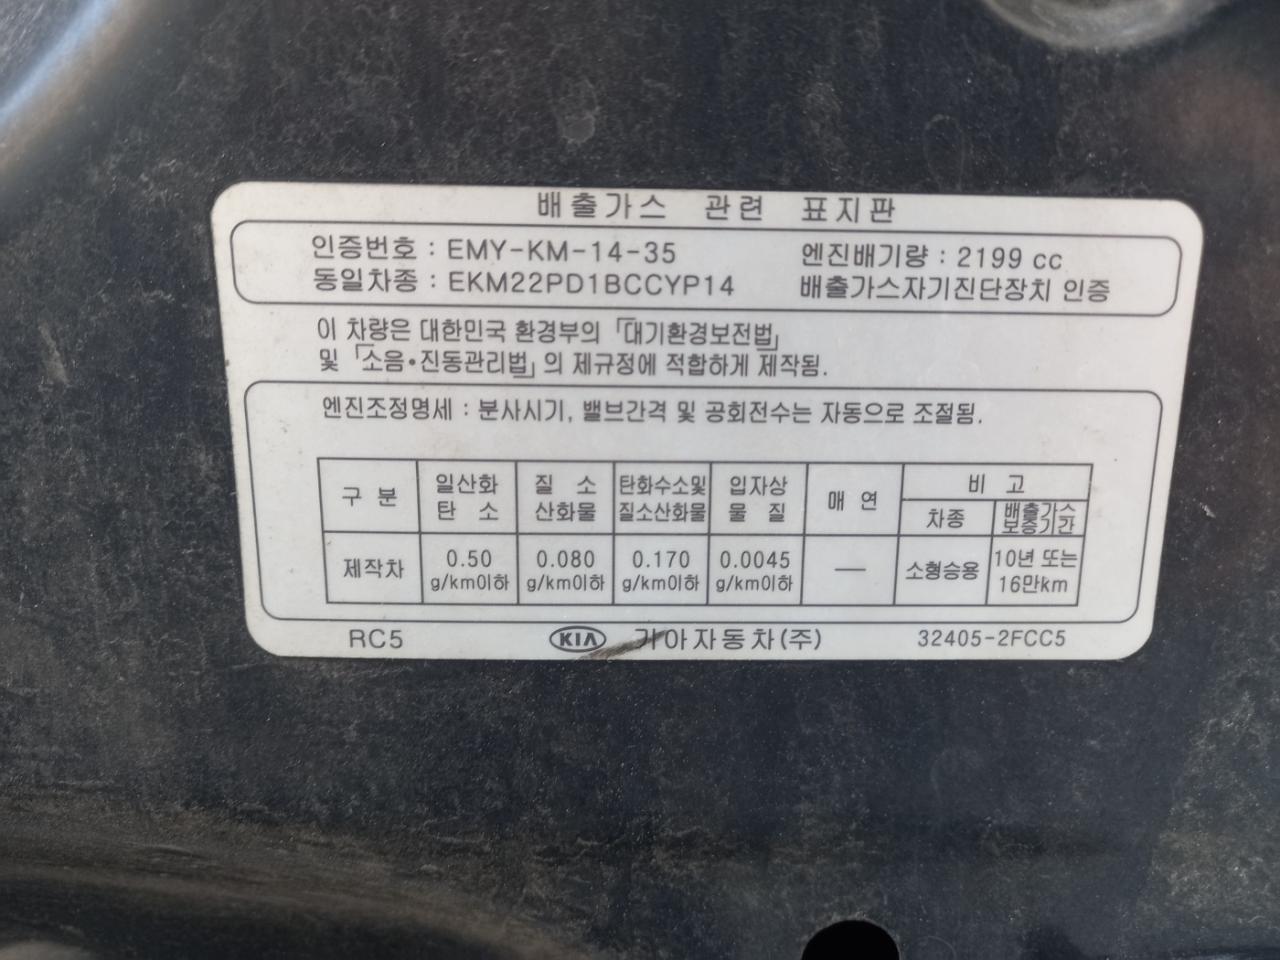 배출가스 관련 표지판
인증번호 : EMY-KM-14-35 엔진배기량 : 2199 cc
동일차종 : EKM22PD1BCCYP14 배출가스자기진단장치 인증
이 차량은 대한민국 환경부의 「대기환경보전법」
및 「소음•진동관리법」의 제규정에 적합하게 제작됨.
엔진조정명세 : 분사시기, 밸브간격 및 공회전수는 자동으로 조절됨.
구 분 일산화 탄 소 질 소 산화물 탄화수소및 질소산화물 입자상 물 질 매 연 비 고
차종 배출가스 보증기간
제작차 0.50 g/km이하 0.080 g/km이하 0.170 g/km이하 0.0045 g/km이하 — 소형승용 10년 또는 16만km
RC5 KIA 기아자동차(주) 32405-2FCC5